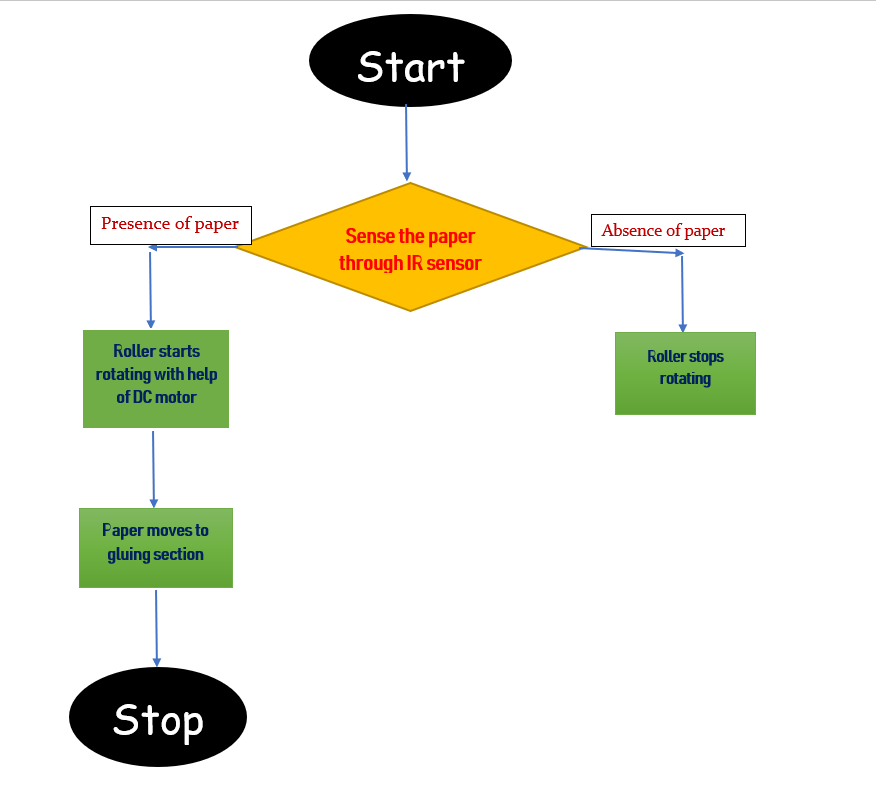 Start
Presence of paper
Absence of paper
Sense the paper
through IR sensor
Roller starts
rotating with help
of DC motor
Roller stops
rotating
Paper moves to
gluing section
Stop